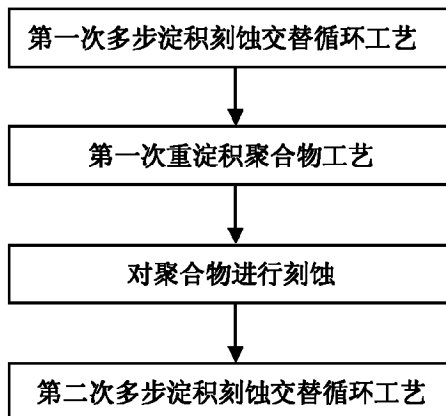 第一次多步淀积刻蚀交替循环工艺
第一次重淀积聚合物工艺
对聚合物进行刻蚀
第二次多步淀积刻蚀交替循环工艺